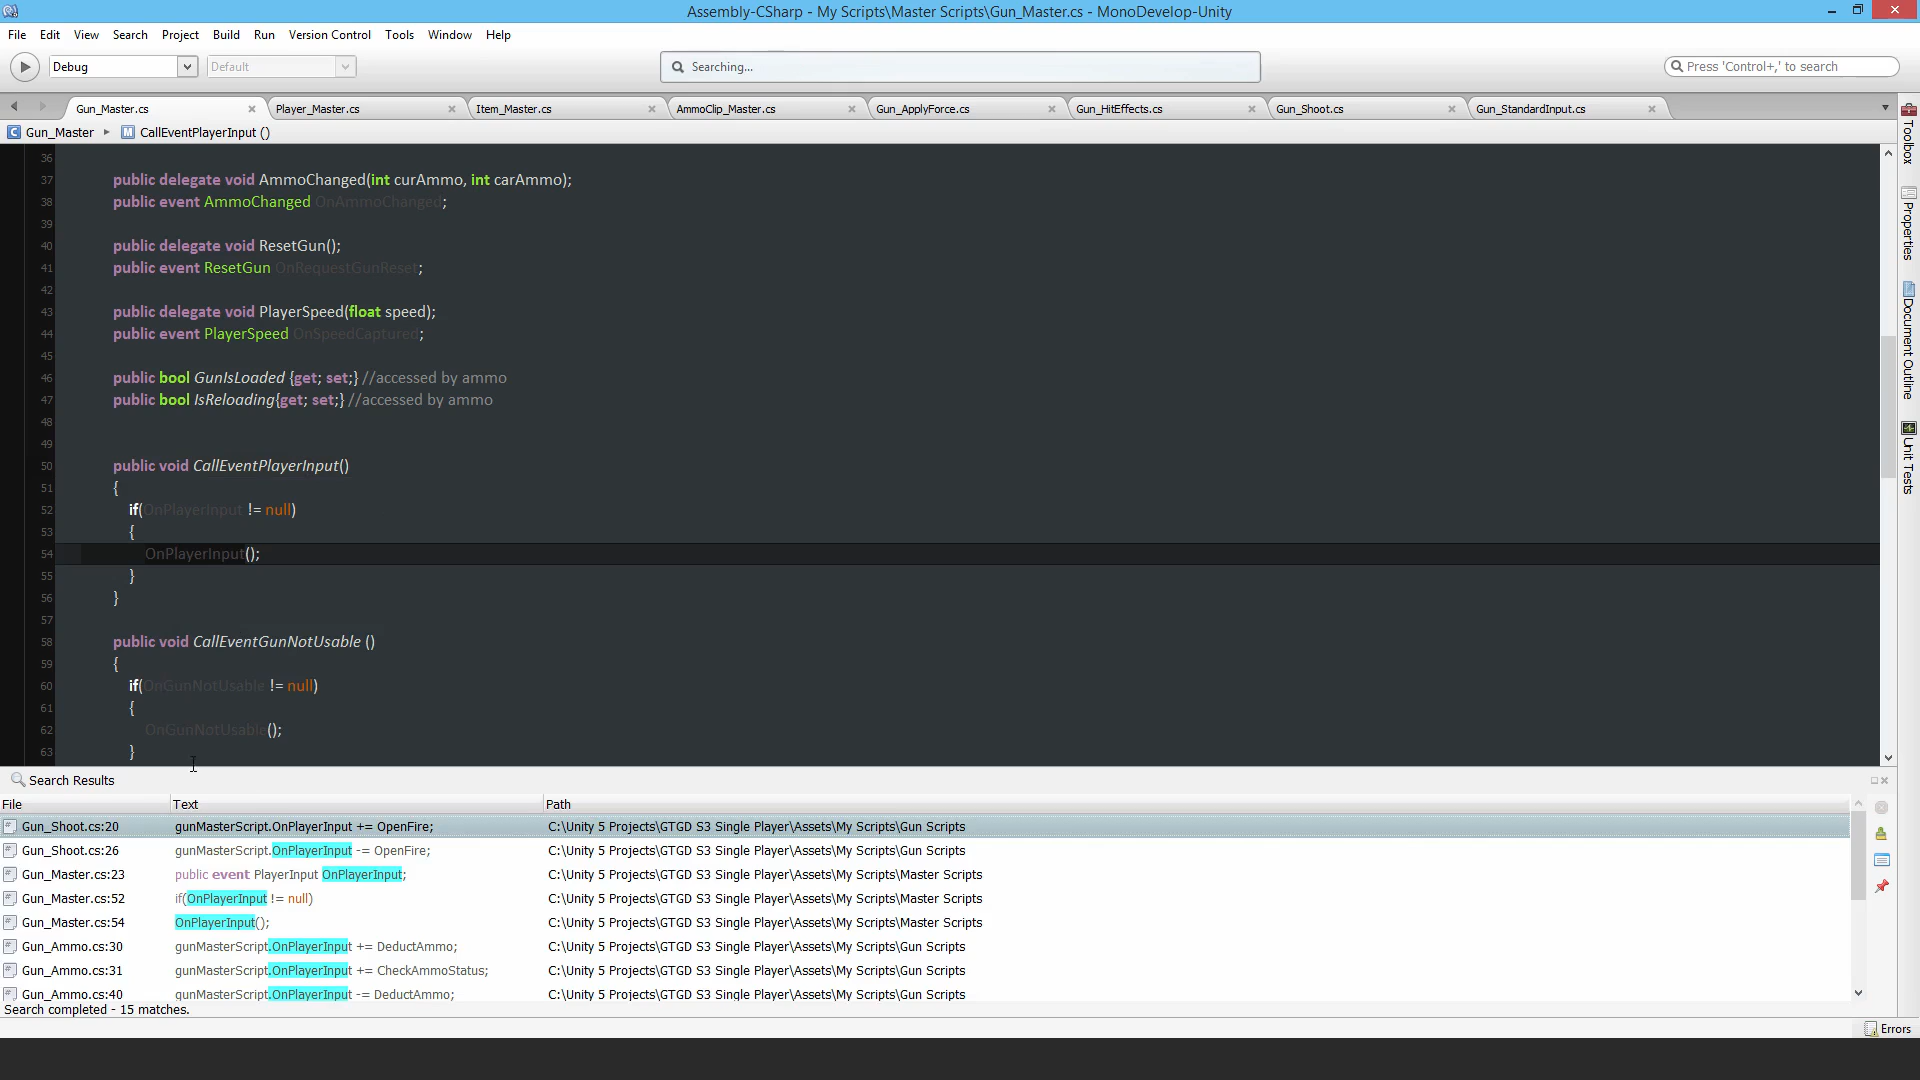 Assembly-CSharp - My Scripts\Master Scripts\Gun_Master.cs - MonoDevelop-Unity
File Edit View Search Project Build Run Version Control Tools Window Help
Debug Default Searching... Press 'Control+,' to search
Gun_Master.cs Player_Master.cs Item_Master.cs AmmoClip_Master.cs Gun_ApplyForce.cs Gun_HitEffects.cs Gun_Shoot.cs Gun_StandardInput.cs
Gun_Master CallEventPlayerInput ()
Toolbox
Properties
Document Outline
Unit Tests
36
37 public delegate void AmmoChanged(int curAmmo, int carAmmo);
38 public event AmmoChanged OnAmmoChanged;
39
40 public delegate void ResetGun();
41 public event ResetGun OnRequestGunReset;
42
43 public delegate void PlayerSpeed(float speed);
44 public event PlayerSpeed OnSpeedCaptured;
45
46 public bool GunIsLoaded {get; set;} //accessed by ammo
47 public bool IsReloading{get; set;} //accessed by ammo
48
49
50 public void CallEventPlayerInput()
51 {
52 if(OnPlayerInput != null)
53 {
54 OnPlayerInput();
55 }
56 }
57
58 public void CallEventGunNotUsable ()
59 {
60 if(OnGunNotUsable != null)
61 {
62 OnGunNotUsable();
63 }
Search Results
File Text Path
Gun_Shoot.cs:20 gunMasterScript.OnPlayerInput += OpenFire; C:\Unity 5 Projects\GTGD S3 Single Player\Assets\My Scripts\Gun Scripts
Gun_Shoot.cs:26 gunMasterScript.OnPlayerInput -= OpenFire; C:\Unity 5 Projects\GTGD S3 Single Player\Assets\My Scripts\Gun Scripts
Gun_Master.cs:23 public event PlayerInput OnPlayerInput; C:\Unity 5 Projects\GTGD S3 Single Player\Assets\My Scripts\Master Scripts
Gun_Master.cs:52 if(OnPlayerInput != null) C:\Unity 5 Projects\GTGD S3 Single Player\Assets\My Scripts\Master Scripts
Gun_Master.cs:54 OnPlayerInput(); C:\Unity 5 Projects\GTGD S3 Single Player\Assets\My Scripts\Master Scripts
Gun_Ammo.cs:30 gunMasterScript.OnPlayerInput += DeductAmmo; C:\Unity 5 Projects\GTGD S3 Single Player\Assets\My Scripts\Gun Scripts
Gun_Ammo.cs:31 gunMasterScript.OnPlayerInput += CheckAmmoStatus; C:\Unity 5 Projects\GTGD S3 Single Player\Assets\My Scripts\Gun Scripts
Gun_Ammo.cs:40 gunMasterScript.OnPlayerInput -= DeductAmmo; C:\Unity 5 Projects\GTGD S3 Single Player\Assets\My Scripts\Gun Scripts
Search completed - 15 matches.
Errors